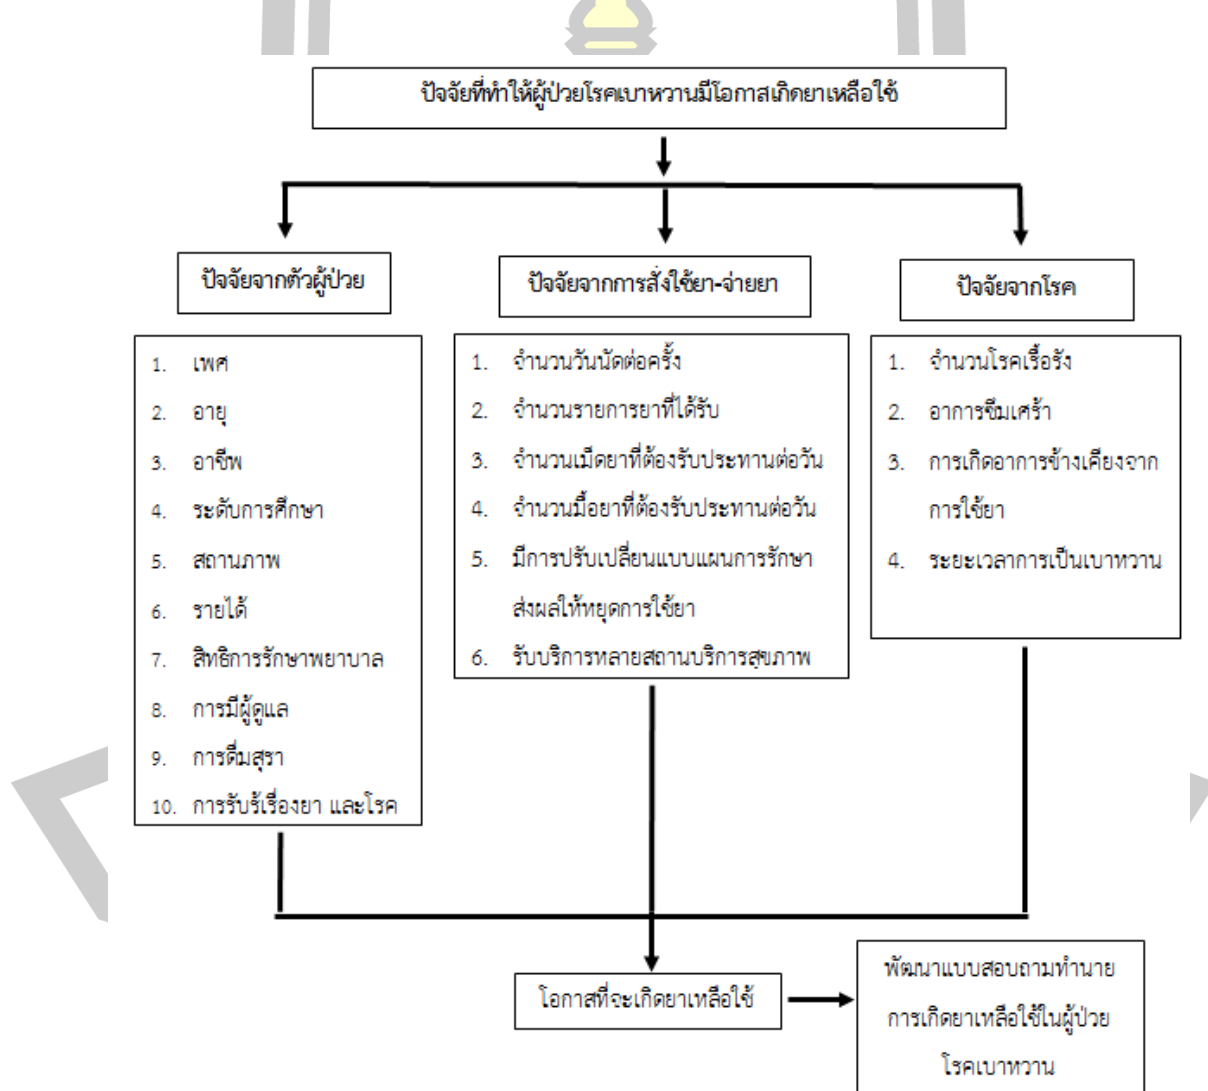 ปัจจัยที่ทำให้ผู้ป่วยโรคเบาหวานมีโอกาสเกิดยาเหลือใช้
ปัจจัยจากตัวผู้ป่วย
1. เพศ
2. อายุ
3. อาชีพ
4. ระดับการศึกษา
5. สถานภาพ
6. รายได้
7. สิทธิการรักษาพยาบาล
8. การมีผู้ดูแล
9. การดื่มสุรา
10. การรับรู้เรื่องยา และโรค
ปัจจัยจากการสั่งใช้ยา-จ่ายยา
1. จำนวนวันนัดต่อครั้ง
2. จำนวนรายการยาที่ได้รับ
3. จำนวนเม็ดยาที่ต้องรับประทานต่อวัน
4. จำนวนมื้อยาที่ต้องรับประทานต่อวัน
5. มีการปรับเปลี่ยนแบบแผนการรักษา
ส่งผลให้หยุดการใช้ยา
6. รับบริการหลายสถานบริการสุขภาพ
ปัจจัยจากโรค
1. จำนวนโรคเรื้อรัง
2. อาการซึมเศร้า
3. การเกิดอาการข้างเคียงจาก
การใช้ยา
4. ระยะเวลาการเป็นเบาหวาน
โอกาสที่จะเกิดยาเหลือใช้
พัฒนาแบบสอบถามทำนาย
การเกิดยาเหลือใช้ในผู้ป่วย
โรคเบาหวาน